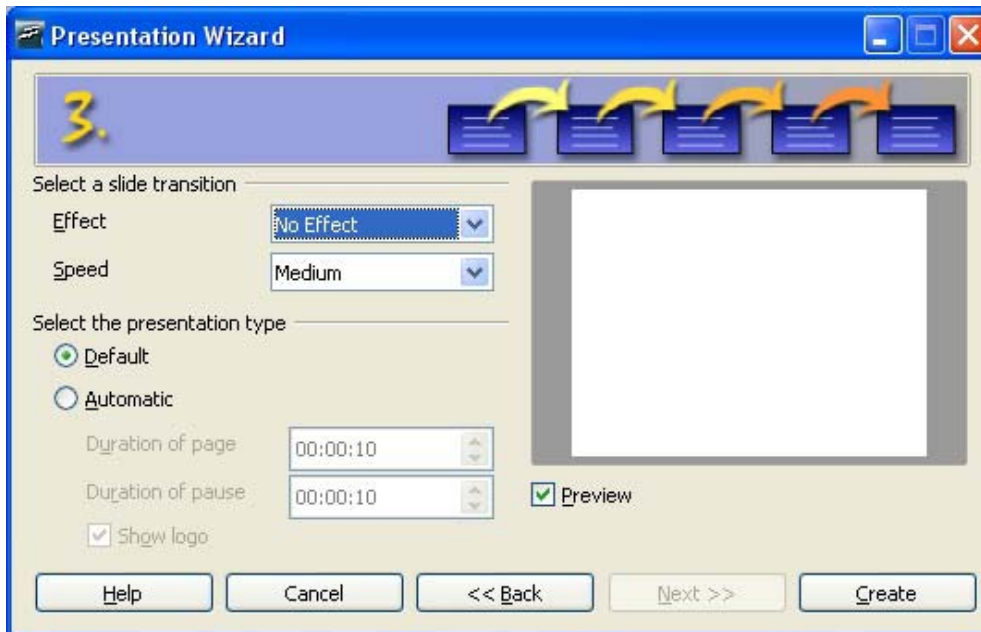 Presentation Wizard
3.
Select a slide transition
Effect
No Effect
Speed
Medium
Select the presentation type
Default
Automatic
Duration of page
00:00:10
Duration of pause
00:00:10
Show logo
Preview
Help
Cancel
<< Back
Next >>
Create